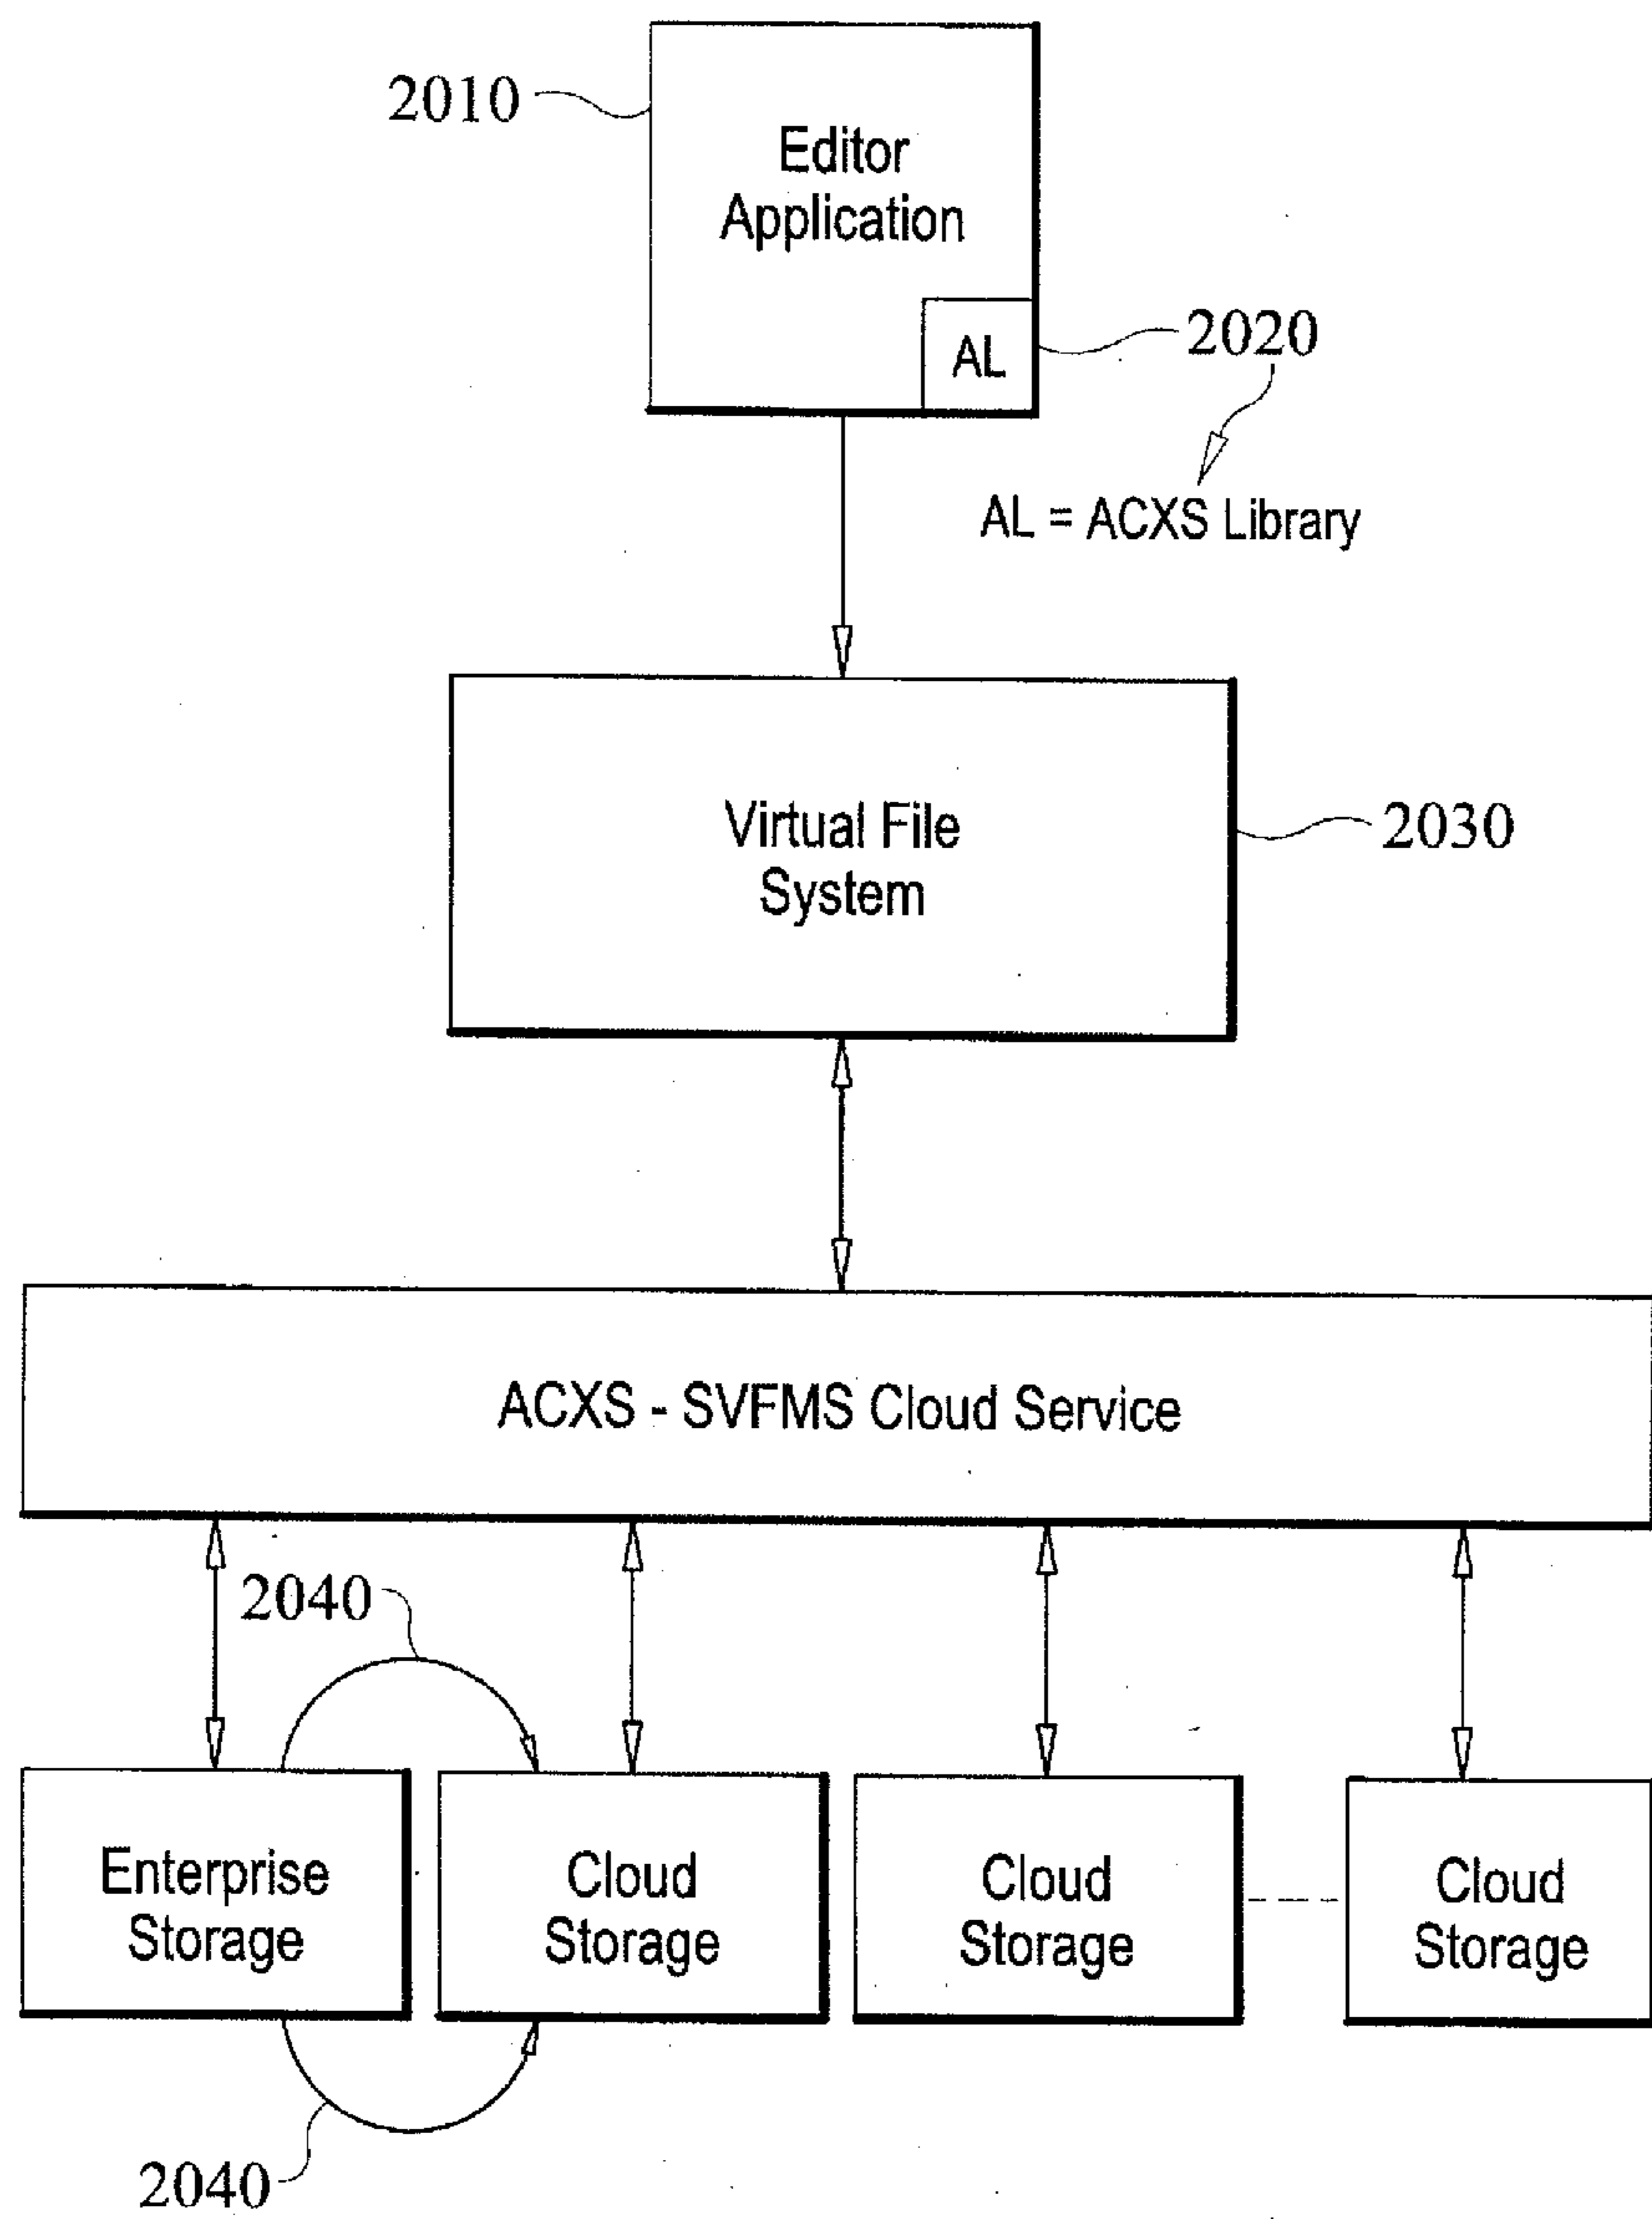 2010
Editor
Application
AL
2020
AL = ACXS Library
Virtual File
System
2030
ACXS - SVFMS Cloud Service
2040
Enterprise
Storage
Cloud
Storage
Cloud
Storage
Cloud
Storage
2040